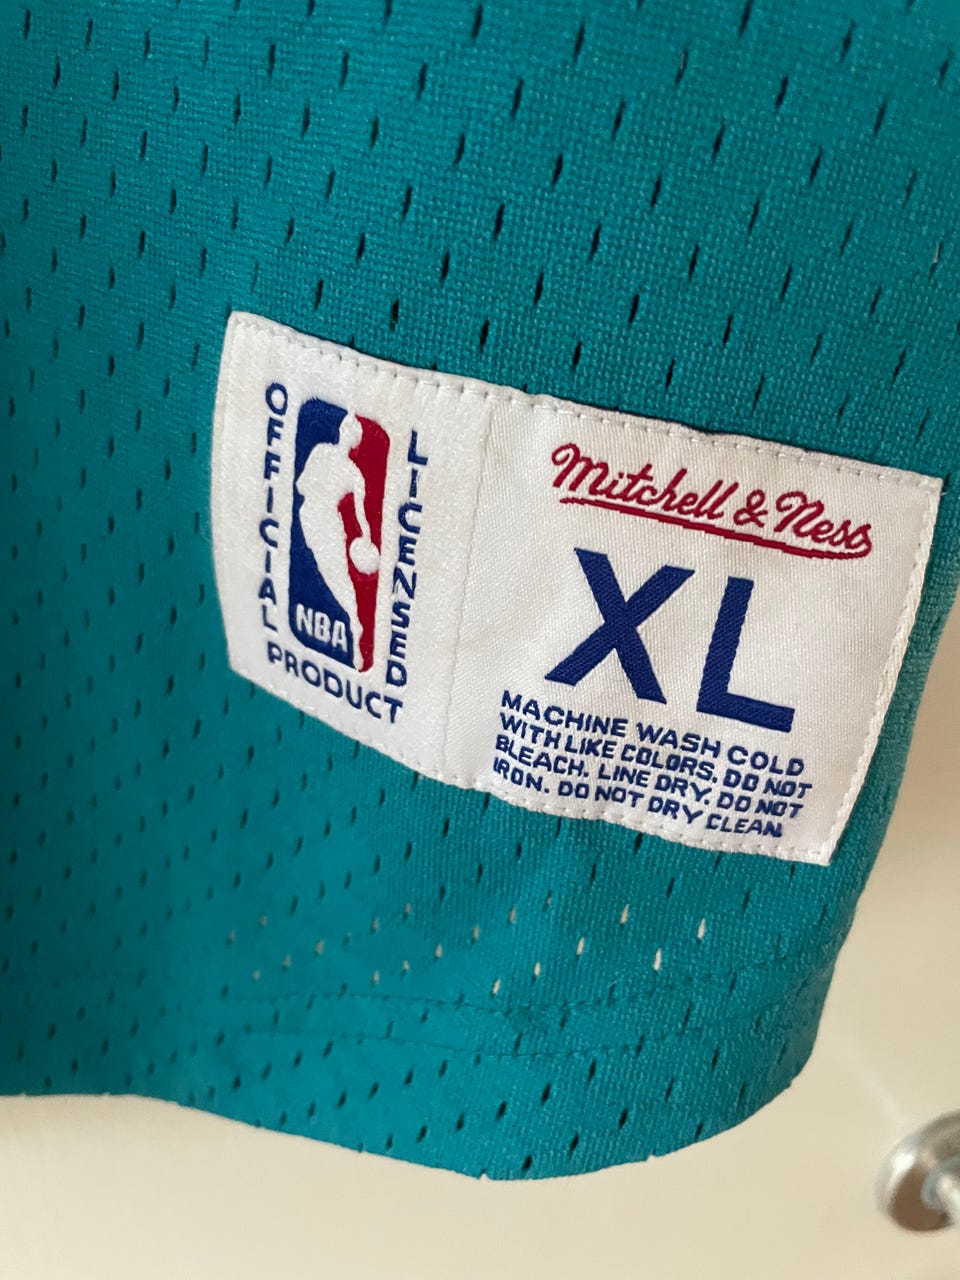 OFFICIAL
LICENSED
NBA
PRODUCT
Mitchell & Ness
XL
MACHINE WASH COLD
WITH LIKE COLORS. DO NOT
BLEACH. LINE DRY. DO NOT
IRON. DO NOT DRY CLEAN